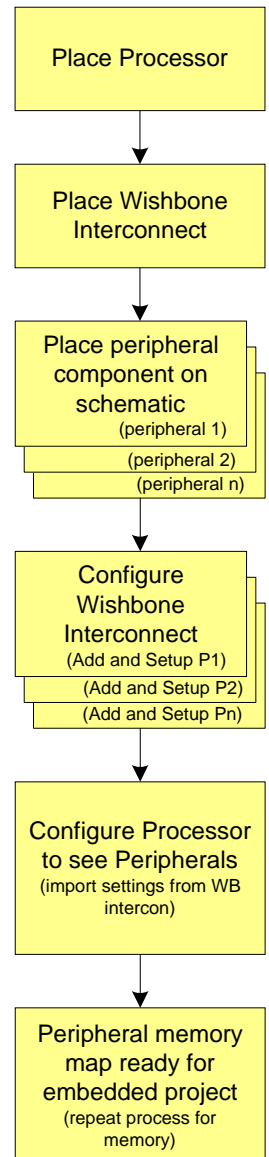 Place Processor
Place Wishbone
Interconnect
Place peripheral
component on
schematic
(peripheral 1)
(peripheral 2)
(peripheral n)
Configure
Wishbone
Interconnect
(Add and Setup P1)
(Add and Setup P2)
(Add and Setup Pn)
Configure Processor
to see Peripherals
(import settings from WB
intercon)
Peripheral memory
map ready for
embedded project
(repeat process for
memory)